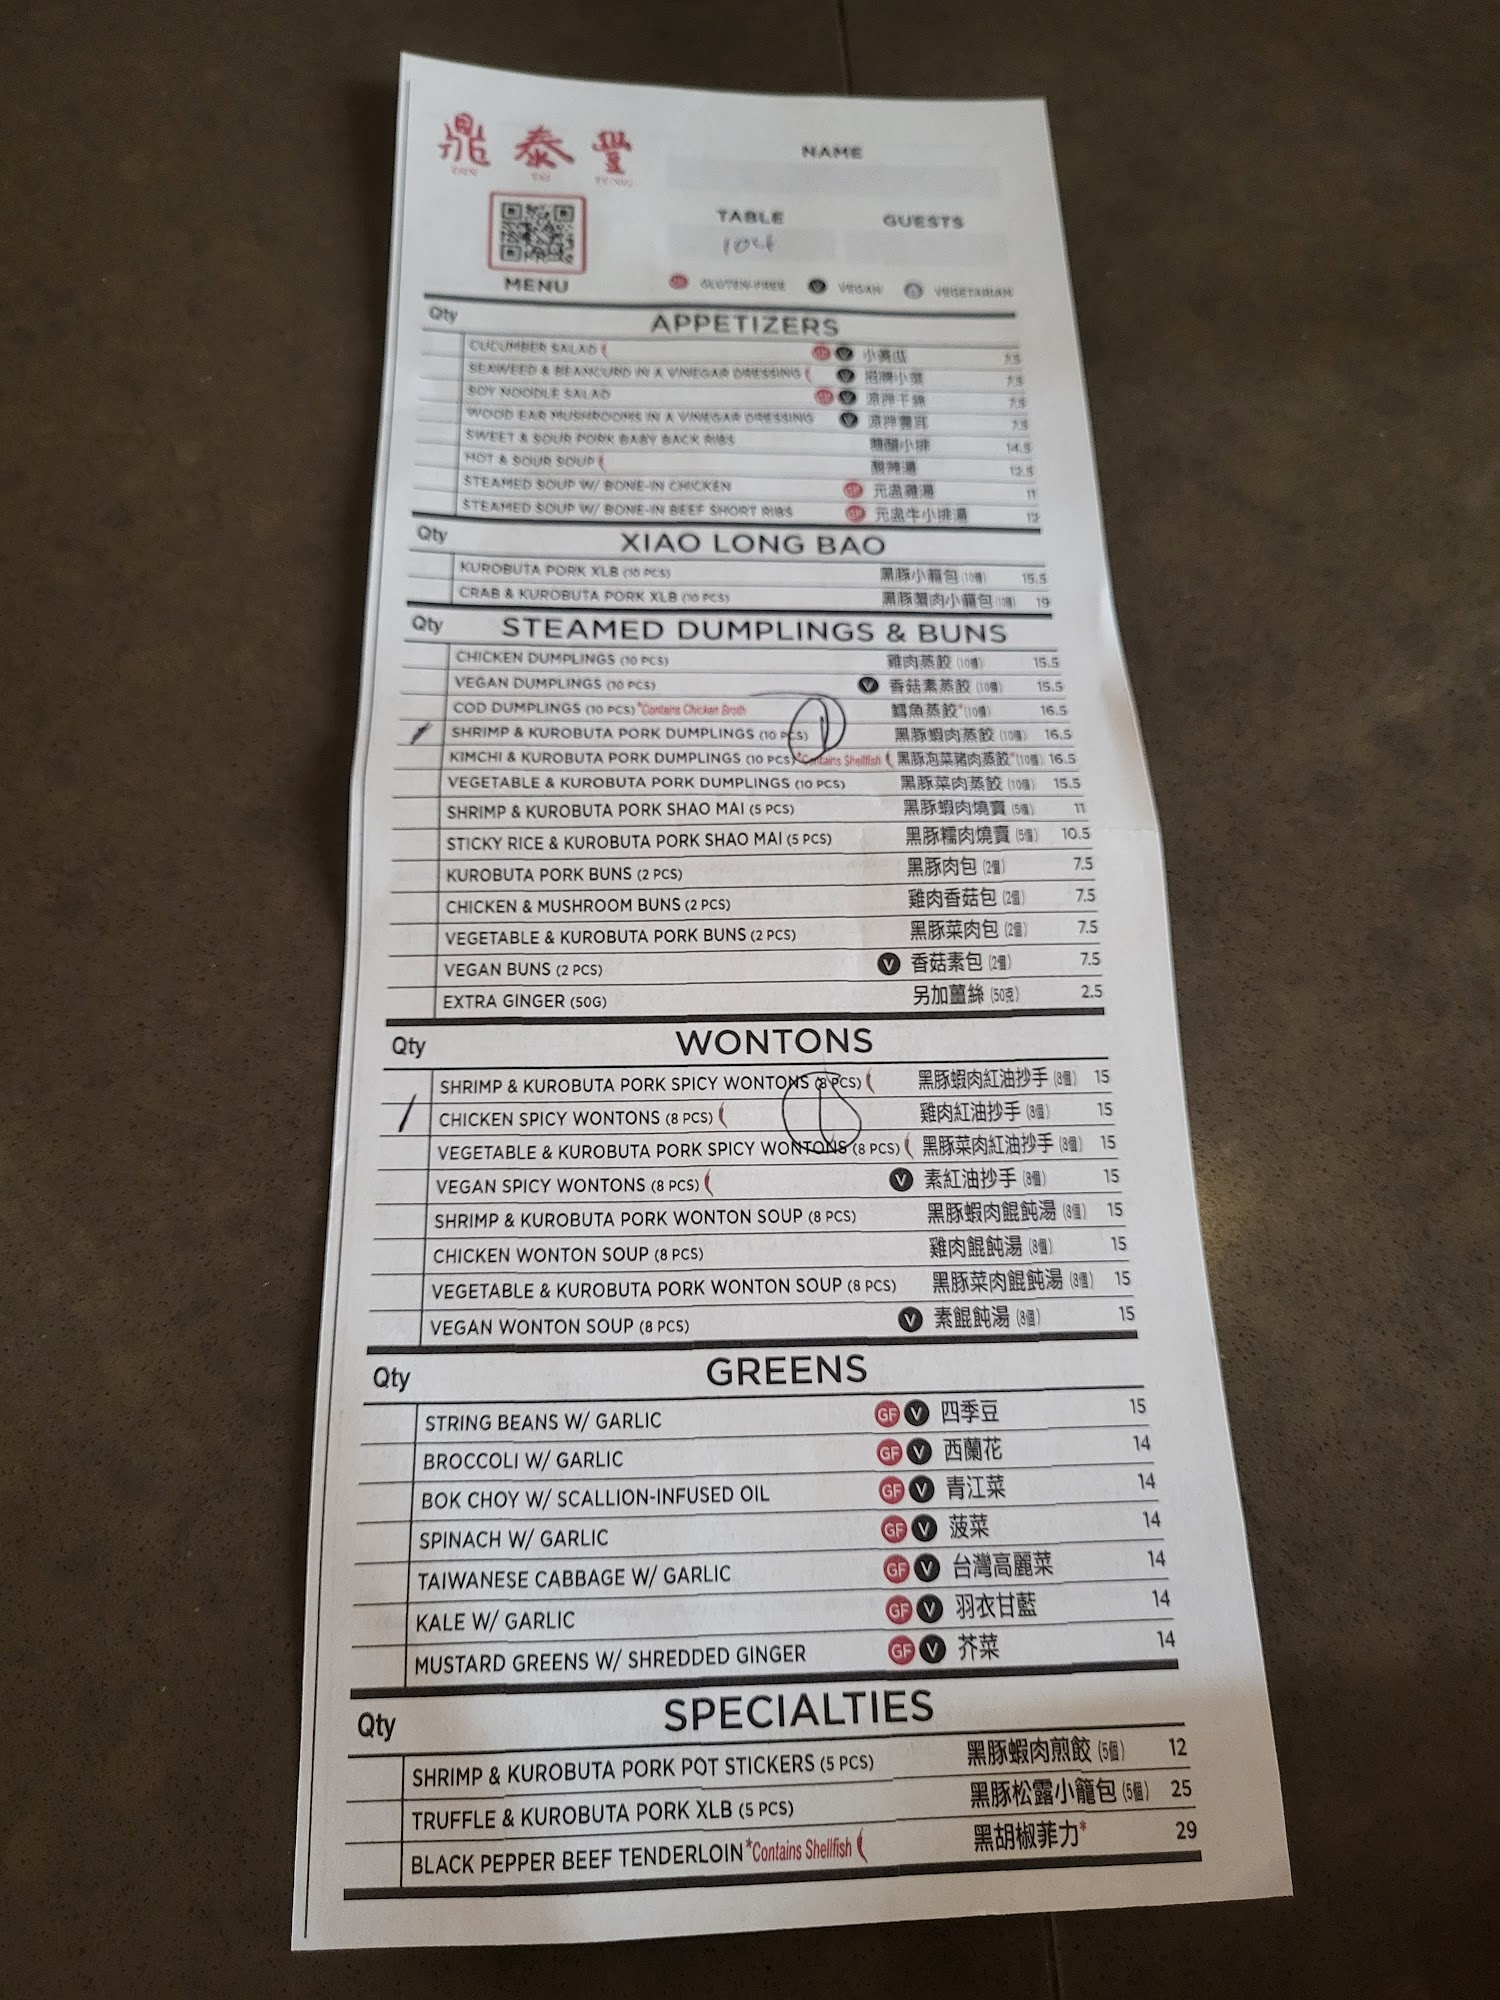 鼎泰豐
DIN TAI FUNG
NAME
TABLE GUESTS
104
MENU
GLUTEN-FREE VEGAN VEGETARIAN
Qty APPETIZERS
CUCUMBER SALAD GF V 小黃瓜 7.5
SEAWEED & BEANCURD IN A VINEGAR DRESSING V 招牌小菜 7.5
SOY NOODLE SALAD GF V 涼拌干絲 7.5
WOOD EAR MUSHROOMS IN A VINEGAR DRESSING V 涼拌雲耳 7.5
SWEET & SOUR PORK BABY BACK RIBS 糖醋小排 14.5
HOT & SOUR SOUP 酸辣湯 12.5
STEAMED SOUP W/ BONE-IN CHICKEN GF 元盅雞湯 11
STEAMED SOUP W/ BONE-IN BEEF SHORT RIBS GF 元盅牛小排湯 12
Qty XIAO LONG BAO
KUROBUTA PORK XLB (10 PCS) 黑豚小籠包 (10個) 15.5
CRAB & KUROBUTA PORK XLB (10 PCS) 黑豚蟹肉小籠包 (10個) 19
Qty STEAMED DUMPLINGS & BUNS
CHICKEN DUMPLINGS (10 PCS) 雞肉蒸餃 (10個) 15.5
VEGAN DUMPLINGS (10 PCS) V 香菇素蒸餃 (10個) 15.5
COD DUMPLINGS (10 PCS) *Contains Chicken Broth 鱈魚蒸餃* (10個) 16.5
SHRIMP & KUROBUTA PORK DUMPLINGS (10 PCS) 1 黑豚蝦肉蒸餃 (10個) 16.5
KIMCHI & KUROBUTA PORK DUMPLINGS (10 PCS) *Contains Shellfish 黑豚泡菜豬肉蒸餃* (10個) 16.5
VEGETABLE & KUROBUTA PORK DUMPLINGS (10 PCS) 黑豚菜肉蒸餃 (10個) 15.5
SHRIMP & KUROBUTA PORK SHAO MAI (5 PCS) 黑豚蝦肉燒賣 (5個) 11
STICKY RICE & KUROBUTA PORK SHAO MAI (5 PCS) 黑豚糯肉燒賣 (5個) 10.5
KUROBUTA PORK BUNS (2 PCS) 黑豚肉包 (2個) 7.5
CHICKEN & MUSHROOM BUNS (2 PCS) 雞肉香菇包 (2個) 7.5
VEGETABLE & KUROBUTA PORK BUNS (2 PCS) 黑豚菜肉包 (2個) 7.5
VEGAN BUNS (2 PCS) V 香菇素包 (2個) 7.5
EXTRA GINGER (50G) 另加薑絲 (50克) 2.5
Qty WONTONS
SHRIMP & KUROBUTA PORK SPICY WONTONS (8 PCS) 黑豚蝦肉紅油抄手 (8個) 15
/ CHICKEN SPICY WONTONS (8 PCS) 1 雞肉紅油抄手 (8個) 15
VEGETABLE & KUROBUTA PORK SPICY WONTONS (8 PCS) 黑豚菜肉紅油抄手 (8個) 15
VEGAN SPICY WONTONS (8 PCS) V 素紅油抄手 (8個) 15
SHRIMP & KUROBUTA PORK WONTON SOUP (8 PCS) 黑豚蝦肉餛飩湯 (8個) 15
CHICKEN WONTON SOUP (8 PCS) 雞肉餛飩湯 (8個) 15
VEGETABLE & KUROBUTA PORK WONTON SOUP (8 PCS) 黑豚菜肉餛飩湯 (8個) 15
VEGAN WONTON SOUP (8 PCS) V 素餛飩湯 (8個) 15
Qty GREENS
STRING BEANS W/ GARLIC GF V 四季豆 15
BROCCOLI W/ GARLIC GF V 西蘭花 14
BOK CHOY W/ SCALLION-INFUSED OIL GF V 青江菜 14
SPINACH W/ GARLIC GF V 菠菜 14
TAIWANESE CABBAGE W/ GARLIC GF V 台灣高麗菜 14
KALE W/ GARLIC GF V 羽衣甘藍 14
MUSTARD GREENS W/ SHREDDED GINGER GF V 芥菜 14
Qty SPECIALTIES
SHRIMP & KUROBUTA PORK POT STICKERS (5 PCS) 黑豚蝦肉煎餃 (5個) 12
TRUFFLE & KUROBUTA PORK XLB (5 PCS) 黑豚松露小籠包 (5個) 25
BLACK PEPPER BEEF TENDERLOIN *Contains Shellfish 黑胡椒菲力* 29